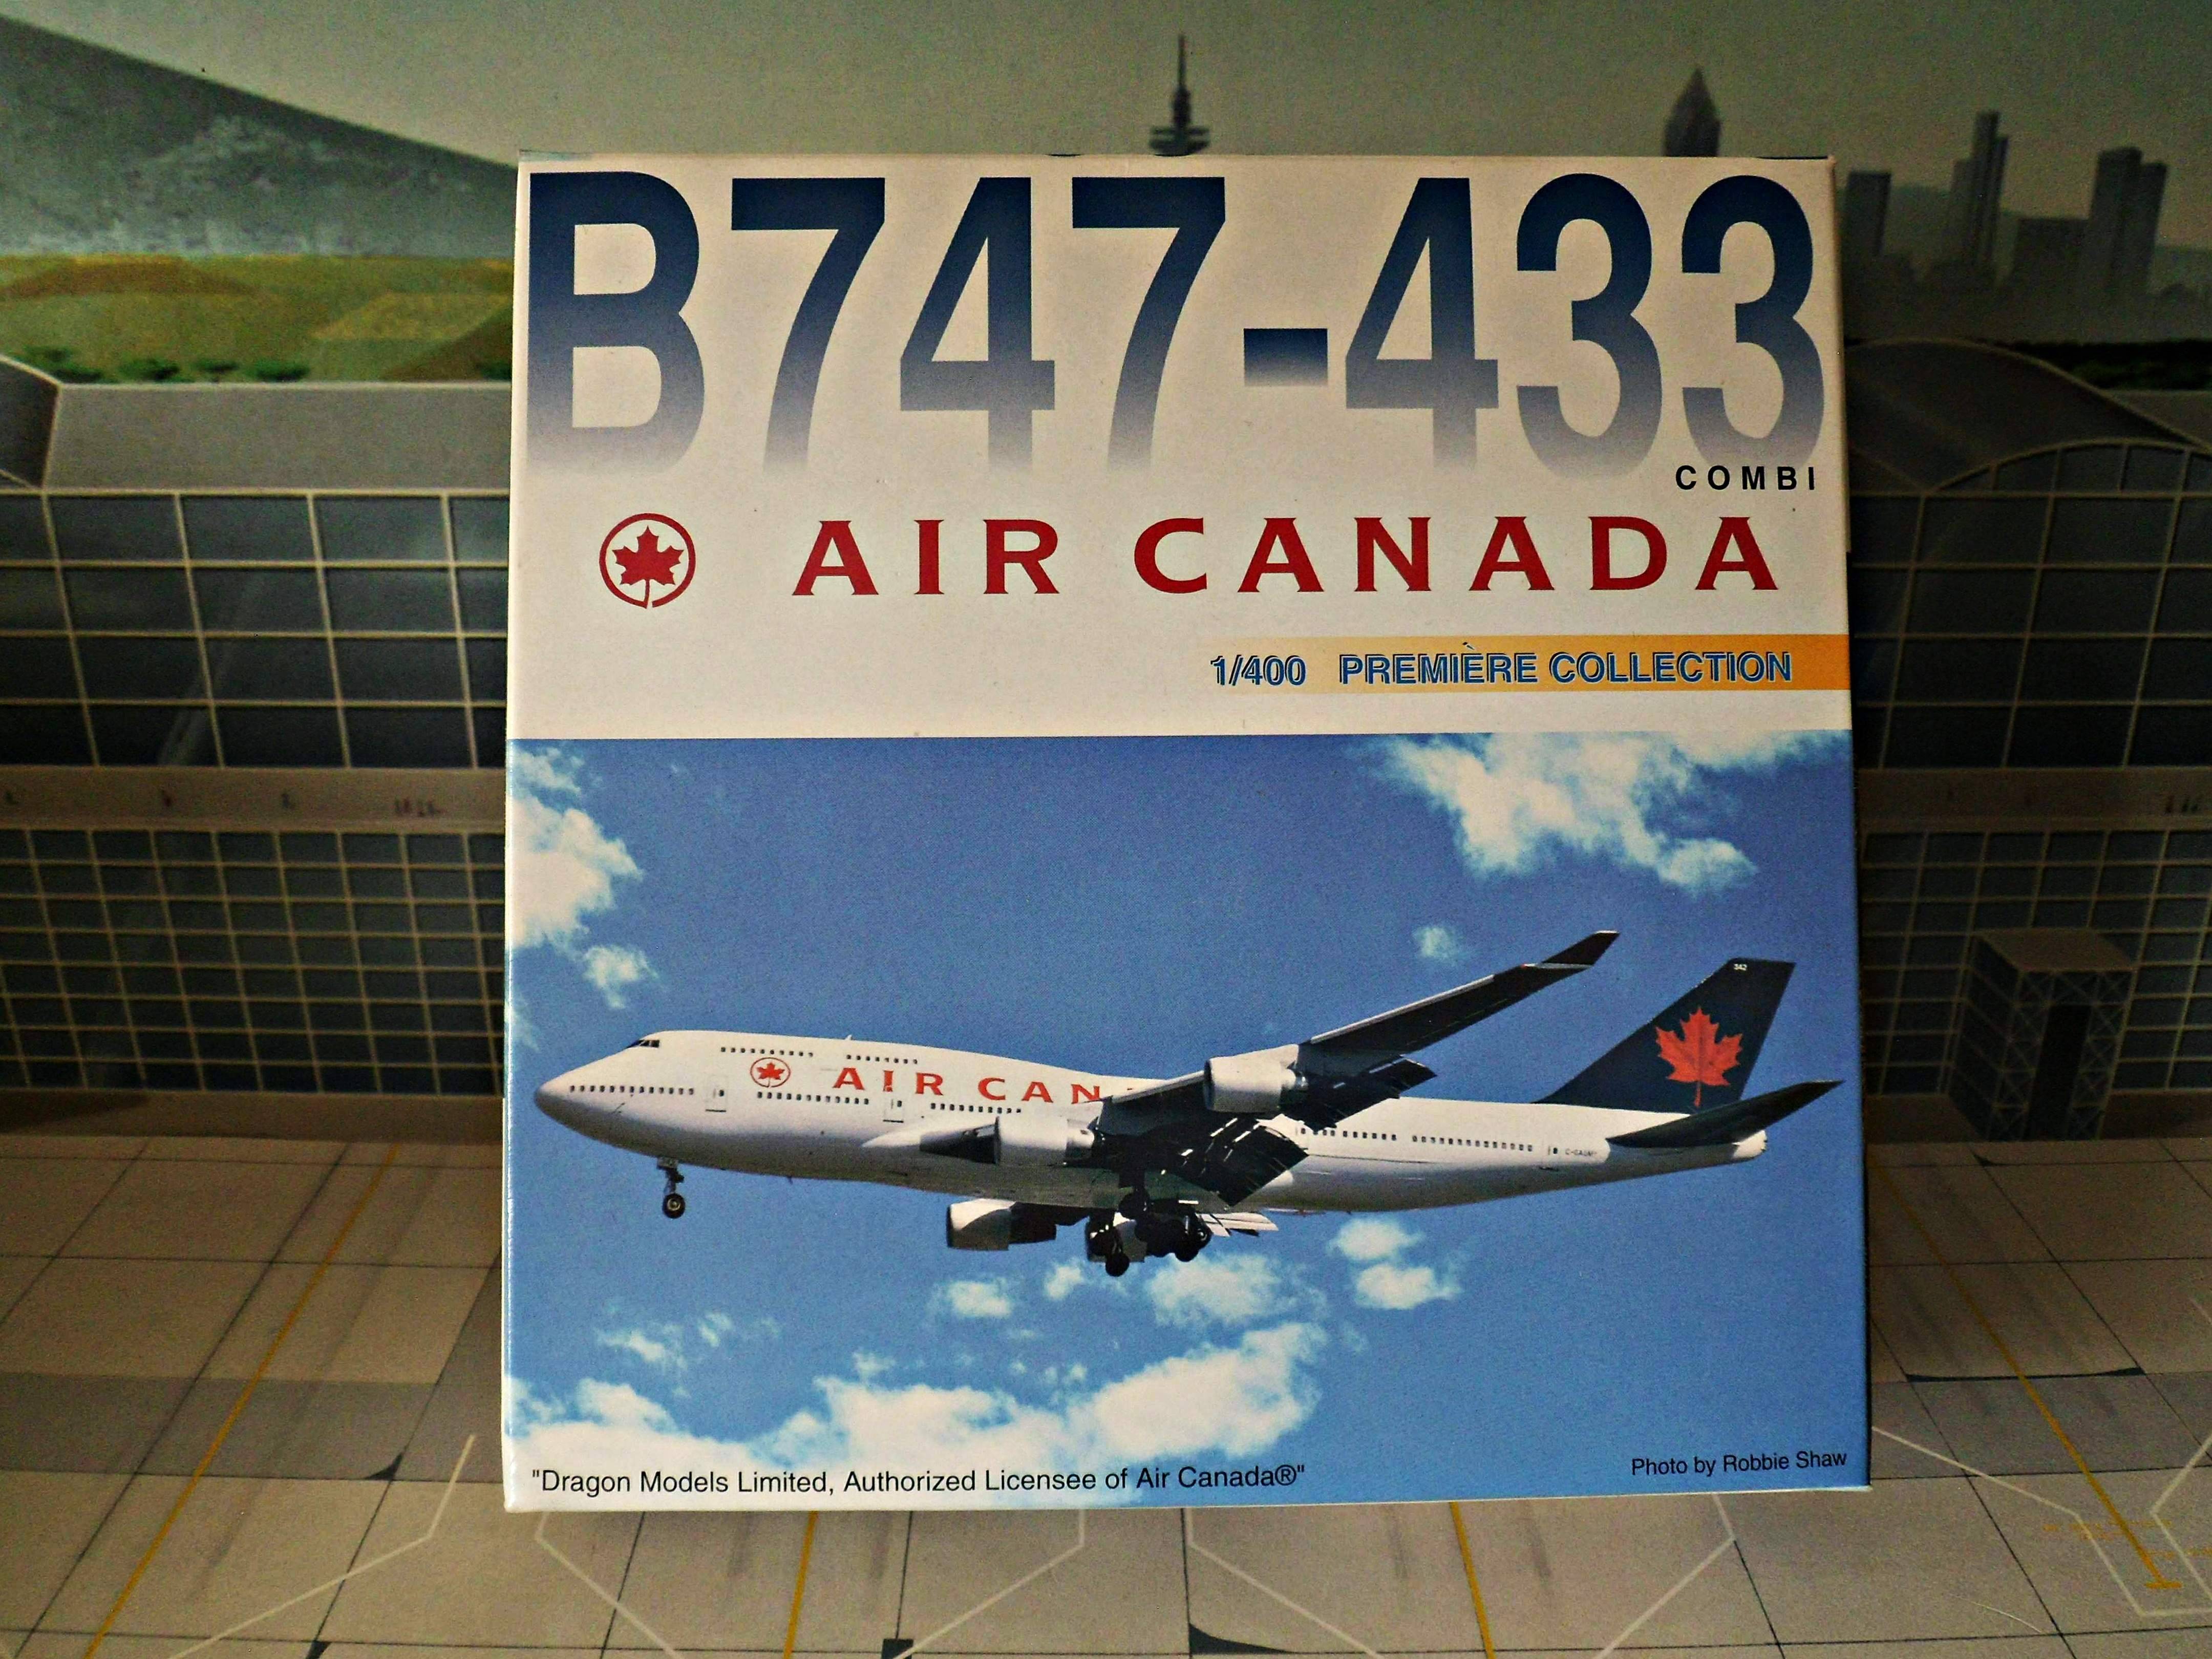 B747-433
COMBI
AIR CANADA
1/400 PREMIÈRE COLLECTION
342
AIR CAN
"Dragon Models Limited, Authorized Licensee of Air Canada®"
Photo by Robbie Shaw